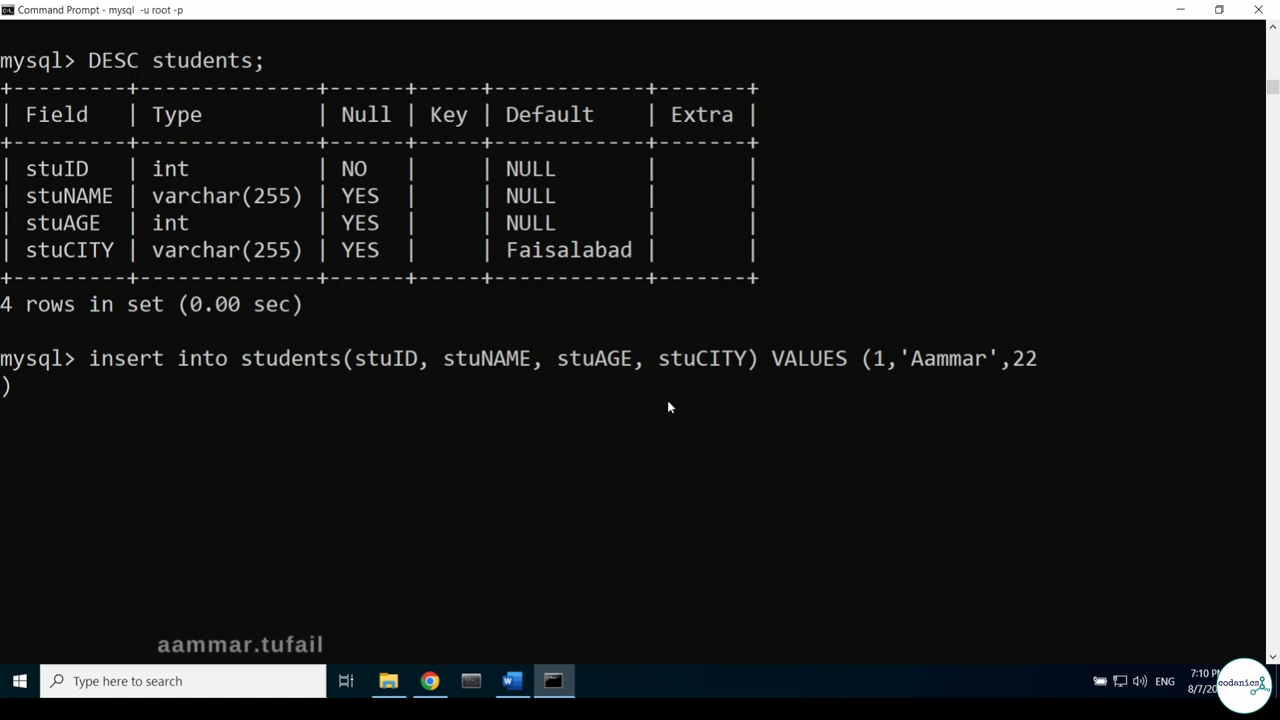 Command Prompt - mysql -u root -p
mysql> DESC students;
+---------+--------------+------+-----+------------+-------+
| Field | Type | Null | Key | Default | Extra |
+---------+--------------+------+-----+------------+-------+
| stuID | int | NO | | NULL | |
| stuNAME | varchar(255) | YES | | NULL | |
| stuAGE | int | YES | | NULL | |
| stuCITY | varchar(255) | YES | | Faisalabad | |
+---------+--------------+------+-----+------------+-------+
4 rows in set (0.00 sec)
mysql> insert into students(stuID, stuNAME, stuAGE, stuCITY) VALUES (1,'Aammar',22
)
aammar.tufail
Type here to search
ENG
7:10
codanics